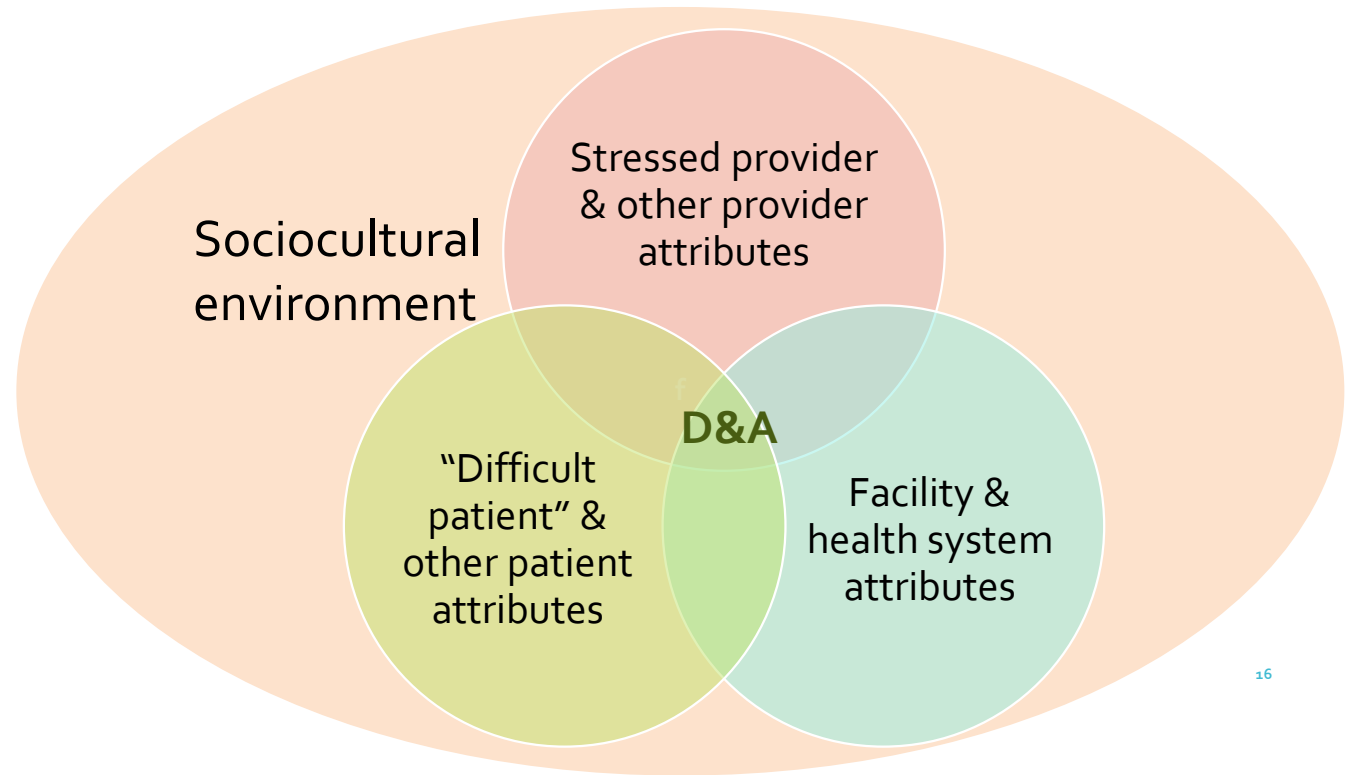 Stressed provider
& other provider
attributes
Sociocultural
environment
f
D&A
“Difficult
patient” &
other patient
attributes
Facility &
health system
attributes
16